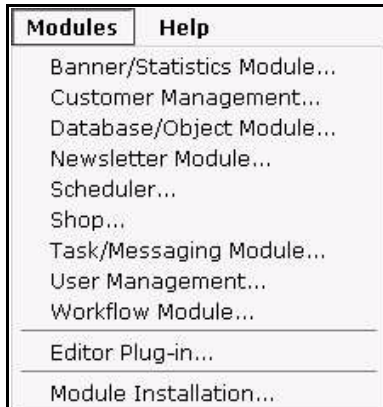 Modules Help
Banner/Statistics Module...
Customer Management...
Database/Object Module...
Newsletter Module...
Scheduler...
Shop...
Task/Messaging Module...
User Management...
Workflow Module...
Editor Plug-in...
Module Installation...